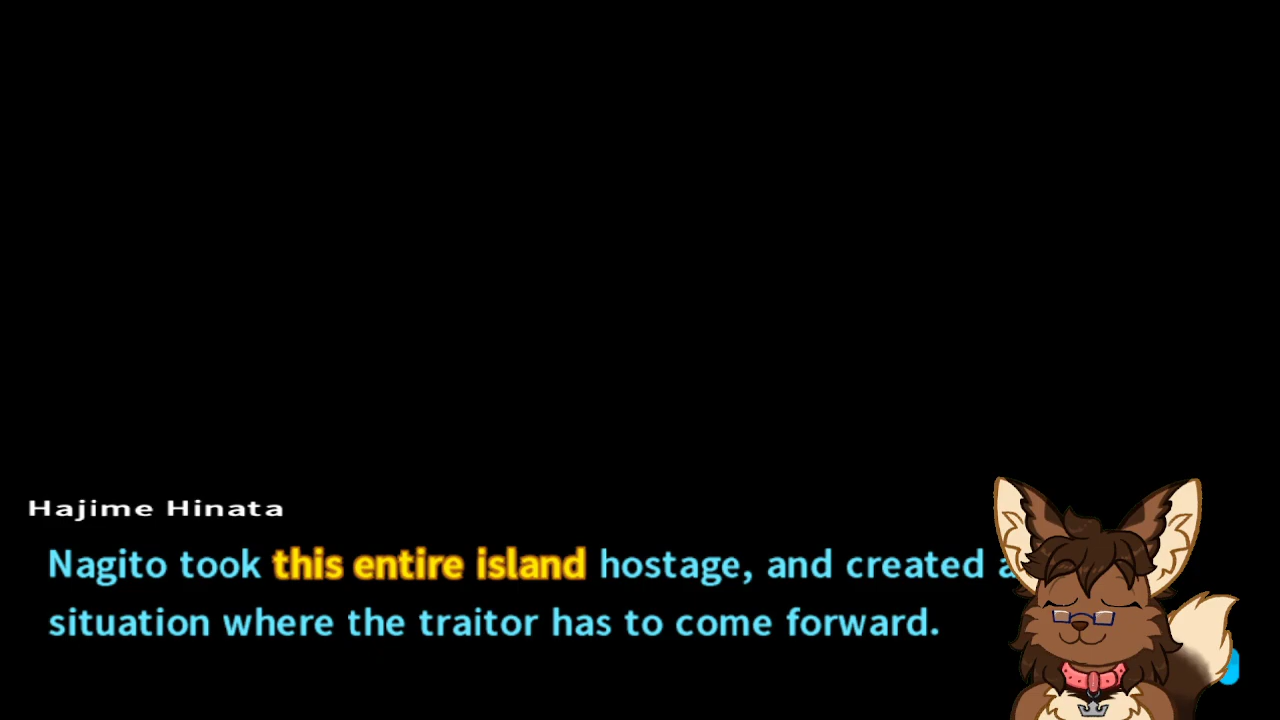 Hajime Hinata
Nagito took this entire island hostage, and created a
situation where the traitor has to come forward.